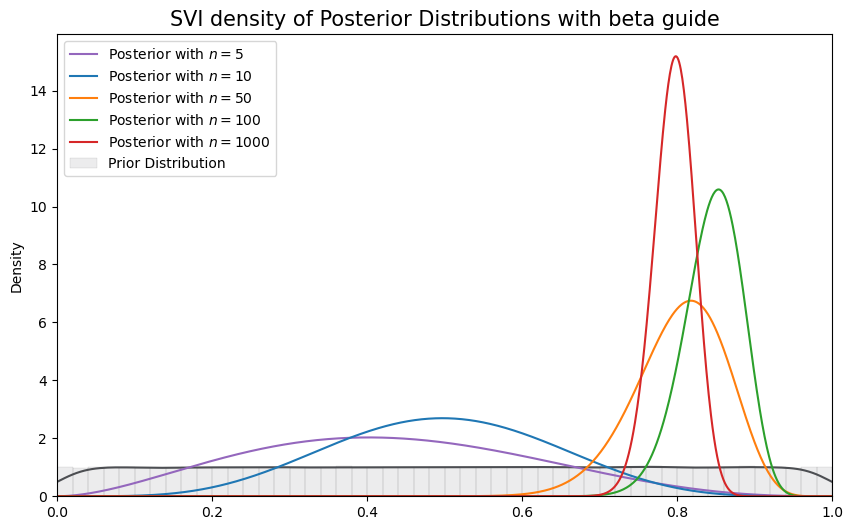 SVI density of Posterior Distributions with beta guide
Posterior with n = 5
Posterior with n = 10
Posterior with n = 50
Posterior with n = 100
Posterior with n = 1000
Prior Distribution
Density
14
12
10
8
6
4
2
0
0.0 0.2 0.4 0.6 0.8 1.0